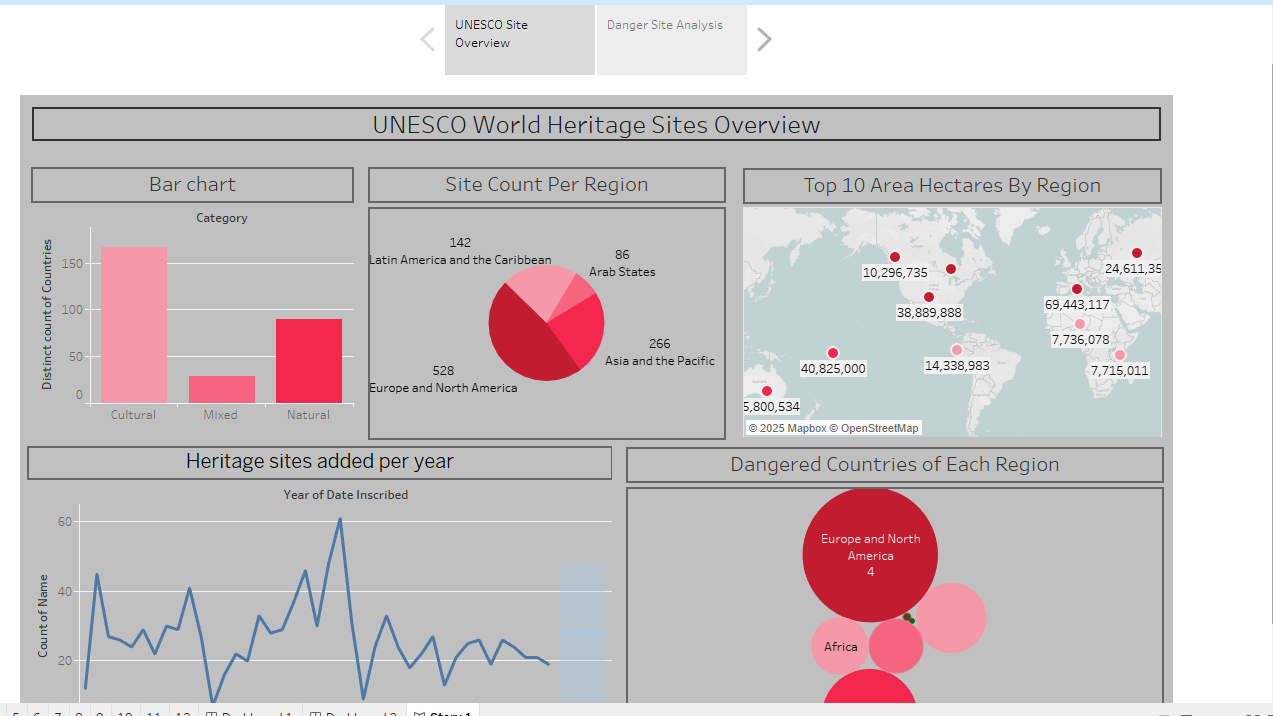 UNESCO Site
Overview
Danger Site Analysis
UNESCO World Heritage Sites Overview
Bar chart
Category
Distinct count of Countries
150
100
50
0
Cultural
Mixed
Natural
Site Count Per Region
142
Latin America and the Caribbean
86
Arab States
266
Asia and the Pacific
528
Europe and North America
Top 10 Area Hectares By Region
10,296,735
38,889,888
24,611,35
69,443,117
7,736,078
7,715,011
14,338,983
40,825,000
5,800,534
© 2025 Mapbox © OpenStreetMap
Heritage sites added per year
Year of Date Inscribed
Count of Name
60
40
20
Dangered Countries of Each Region
Europe and North
America
4
Africa
Story 1